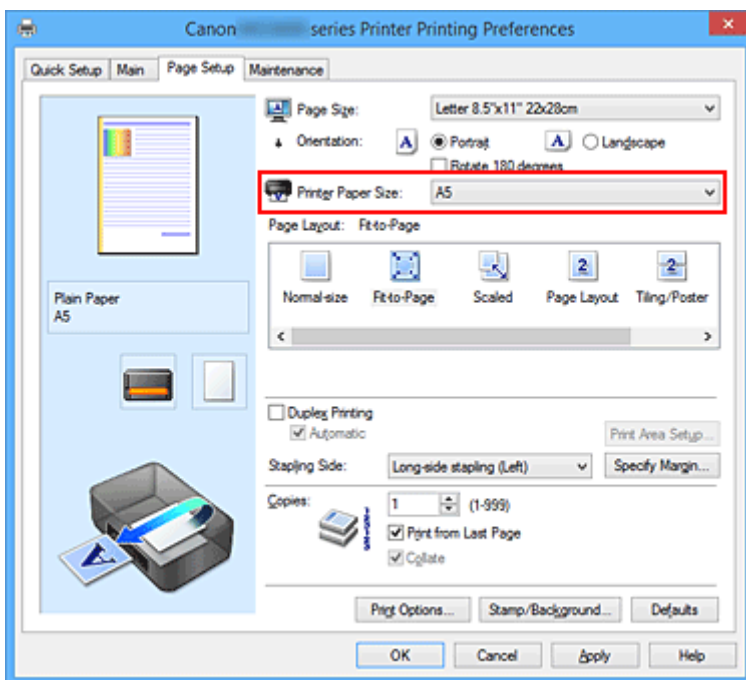 Canon series Printer Printing Preferences
Quick Setup Main Page Setup Maintenance
Page Size: Letter 8.5"x11" 22x28cm
Orientation: A Portrait A Landscape
Rotate 180 degrees
Printer Paper Size: A5
Page Layout: Fit-to-Page
Normal-size Fit-to-Page Scaled Page Layout Tiling/Poster
Plain Paper
A5
Duplex Printing
Automatic
Print Area Setup...
Stapling Side: Long-side stapling (Left) Specify Margin...
Copies: 1 (1-999)
Print from Last Page
Collate
Print Options... Stamp/Background... Defaults
OK Cancel Apply Help